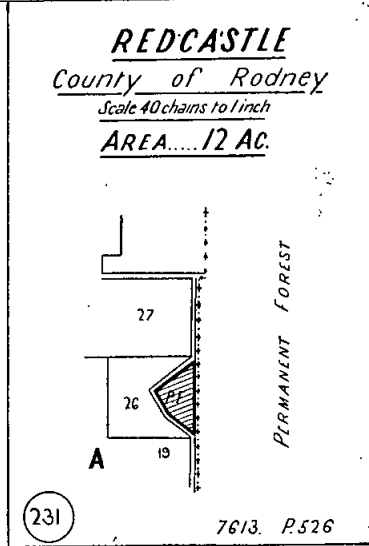 REDCASTLE
County of Rodney
Scale 40 chains to 1 inch
AREA..... 12 AC.
27
PERMANENT FOREST
26
P.F.
A
19
231
7613. P.526